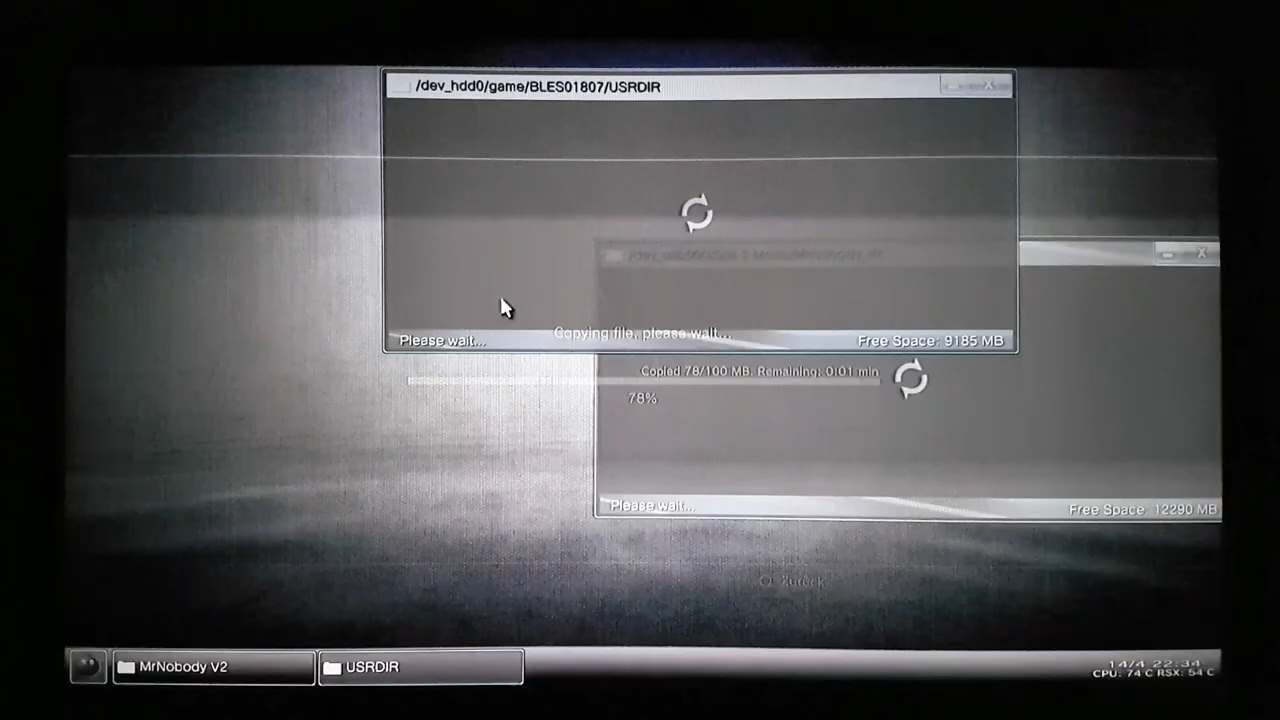 /dev_hdd0/game/BLES01807/USRDIR
Copying file, please wait...
Please wait...
Free Space: 9185 MB
Copied 78/100 MB. Remaining: 0:01 min
78%
Please wait...
Free Space 12290 MB
Zurück
MrNobody V2
USRDIR
14/4 22:34
CPU: 74 C RSX: 54 C